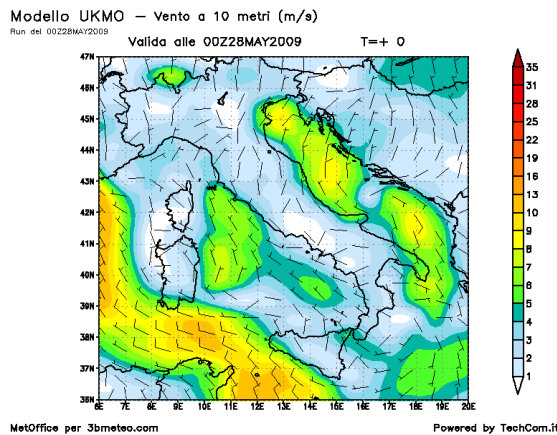 Modello UKMO – Vento a 10 metri (m/s)
Run del 00Z28MAY2009
Valida alle 00Z28MAY2009 T=+ 0
47N
46N
45N
44N
43N
42N
41N
40N
39N
38N
37N
36N
35N
6E 7E 8E 9E 10E 11E 12E 13E 14E 15E 16E 17E 18E 19E 20E
35
31
28
25
22
19
16
13
10
9
8
7
6
5
4
3
2
1
MetOffice per 3bmeteo.com Powered by TechCom.it